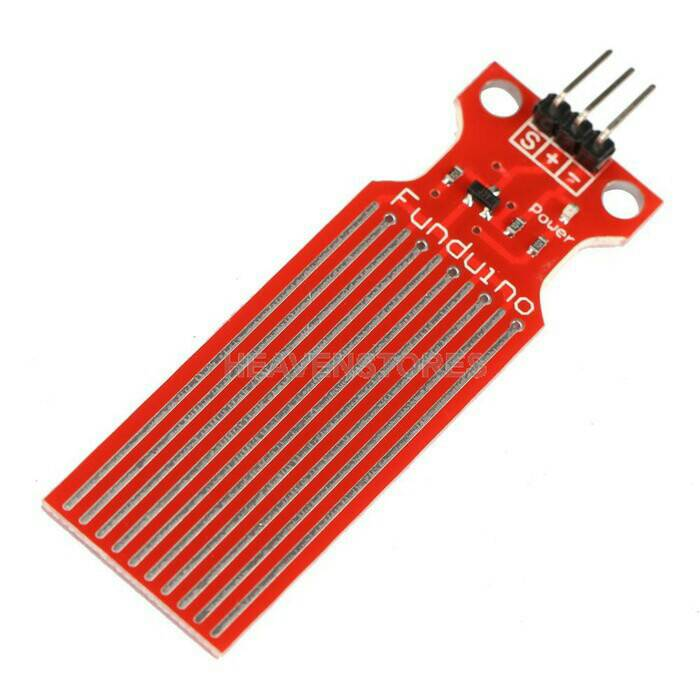 S + -
Power
Funduino
HEAVENSTORES